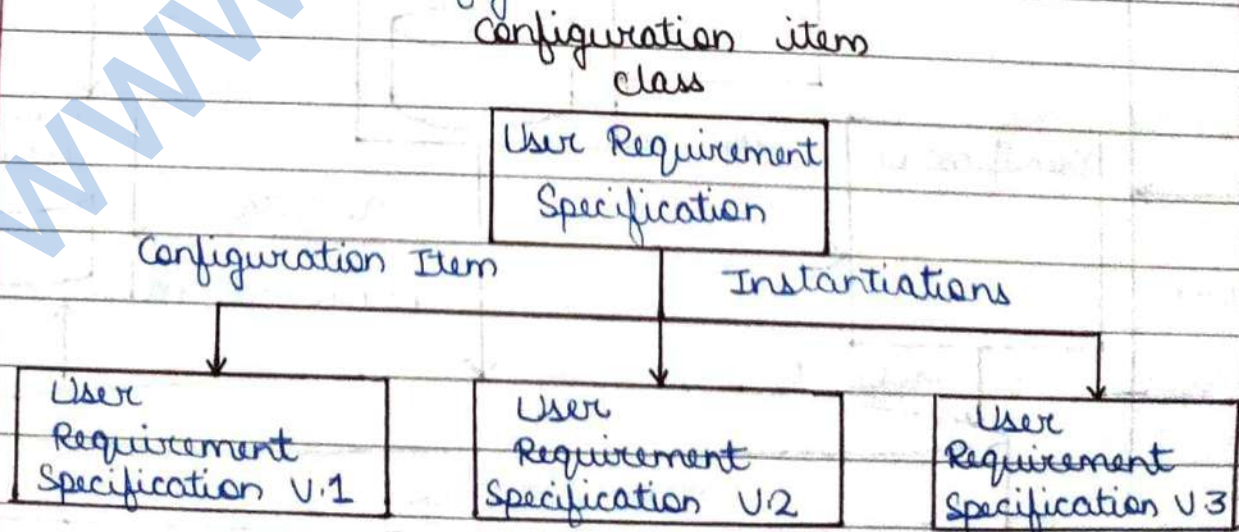 configuration item
class
User Requirement
Specification
Configuration Item
Instantiations
User
Requirement
Specification V.1
User
Requirement
Specification V.2
User
Requirement
Specification V.3